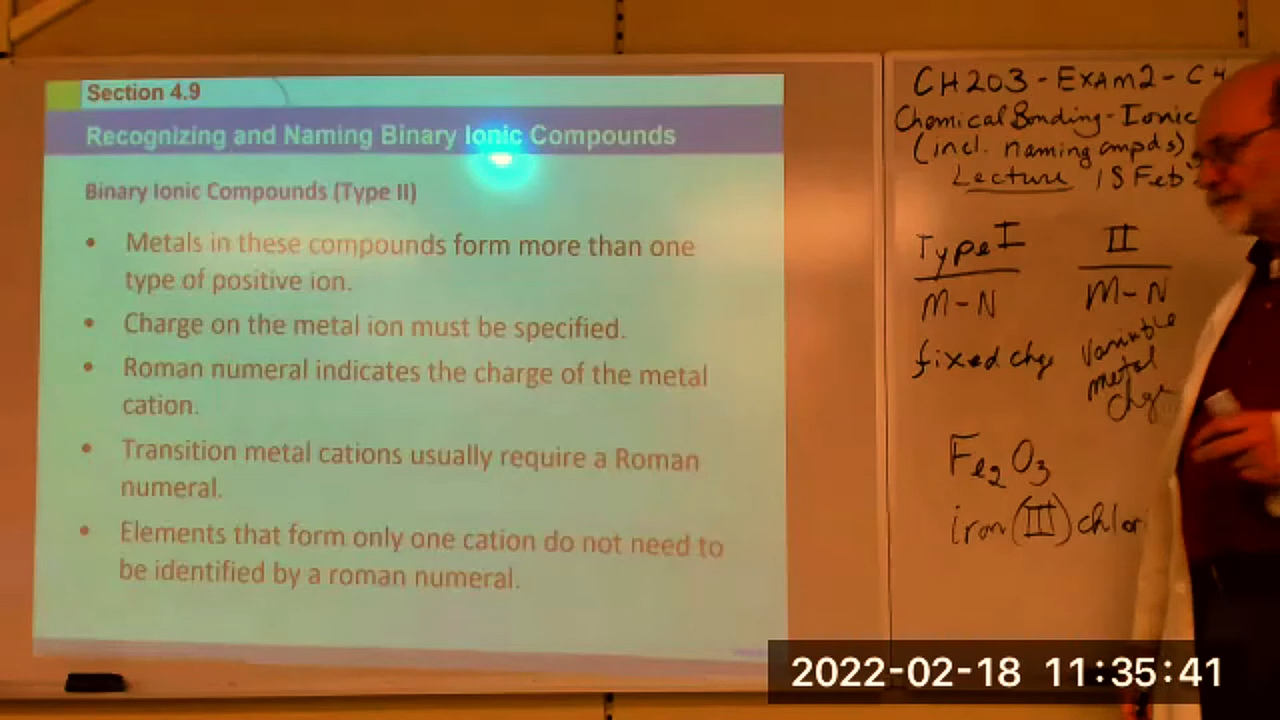 Section 4.9
Recognizing and Naming Binary Ionic Compounds
Binary Ionic Compounds (Type II)
• Metals in these compounds form more than one
type of positive ion.
• Charge on the metal ion must be specified.
• Roman numeral indicates the charge of the metal
cation.
• Transition metal cations usually require a Roman
numeral.
• Elements that form only one cation do not need to
be identified by a roman numeral.
CH203 - EXAM2 - C4
Chemical Bonding - Ionic
(incl. naming cmpds)
Lecture 18 Feb
Type I II
M-N M-N
fixed chg variable
metal
chg
Fe2O3
iron (III) chlor
2022-02-18 11:35:41